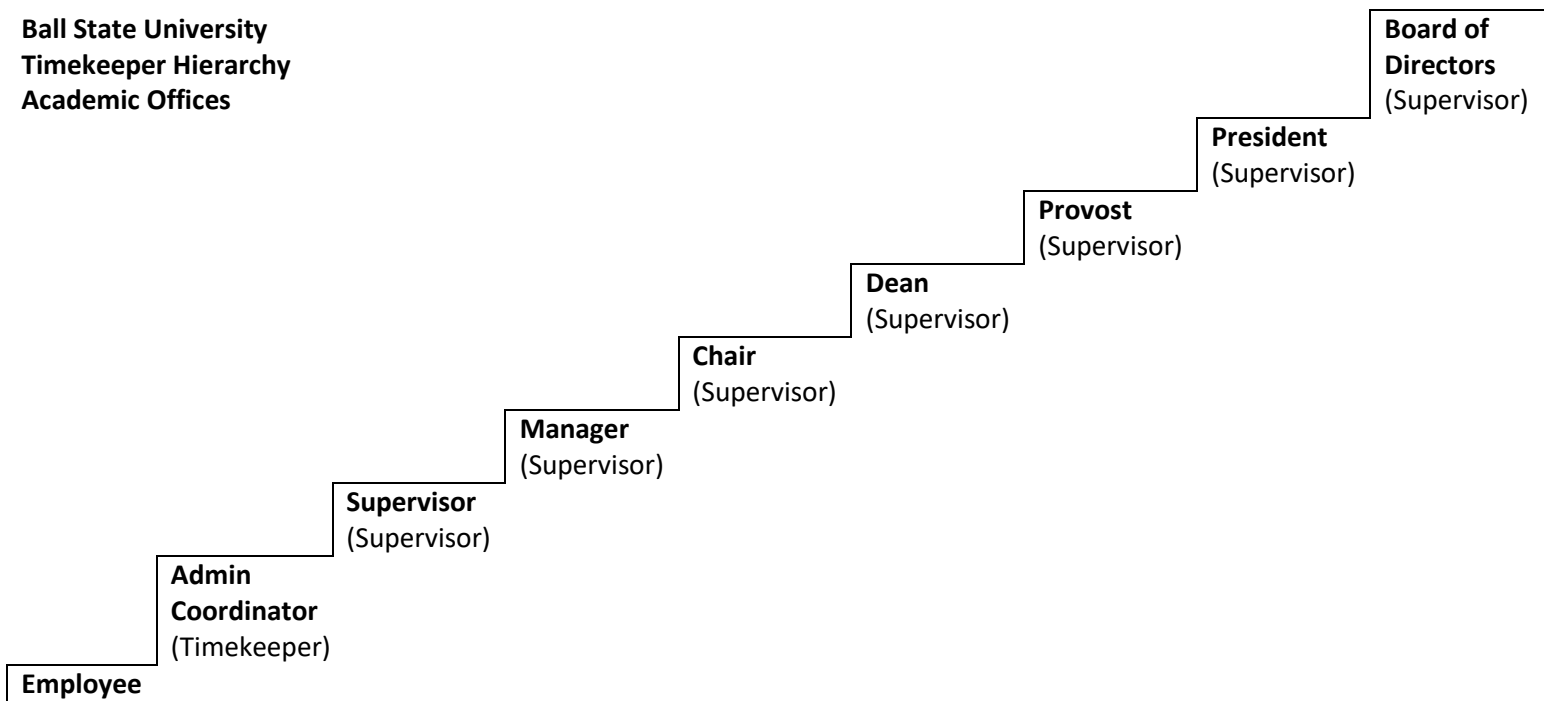 Ball State University
Timekeeper Hierarchy
Academic Offices
Board of
Directors
(Supervisor)
President
(Supervisor)
Provost
(Supervisor)
Dean
(Supervisor)
Chair
(Supervisor)
Manager
(Supervisor)
Supervisor
(Supervisor)
Admin
Coordinator
(Timekeeper)
Employee